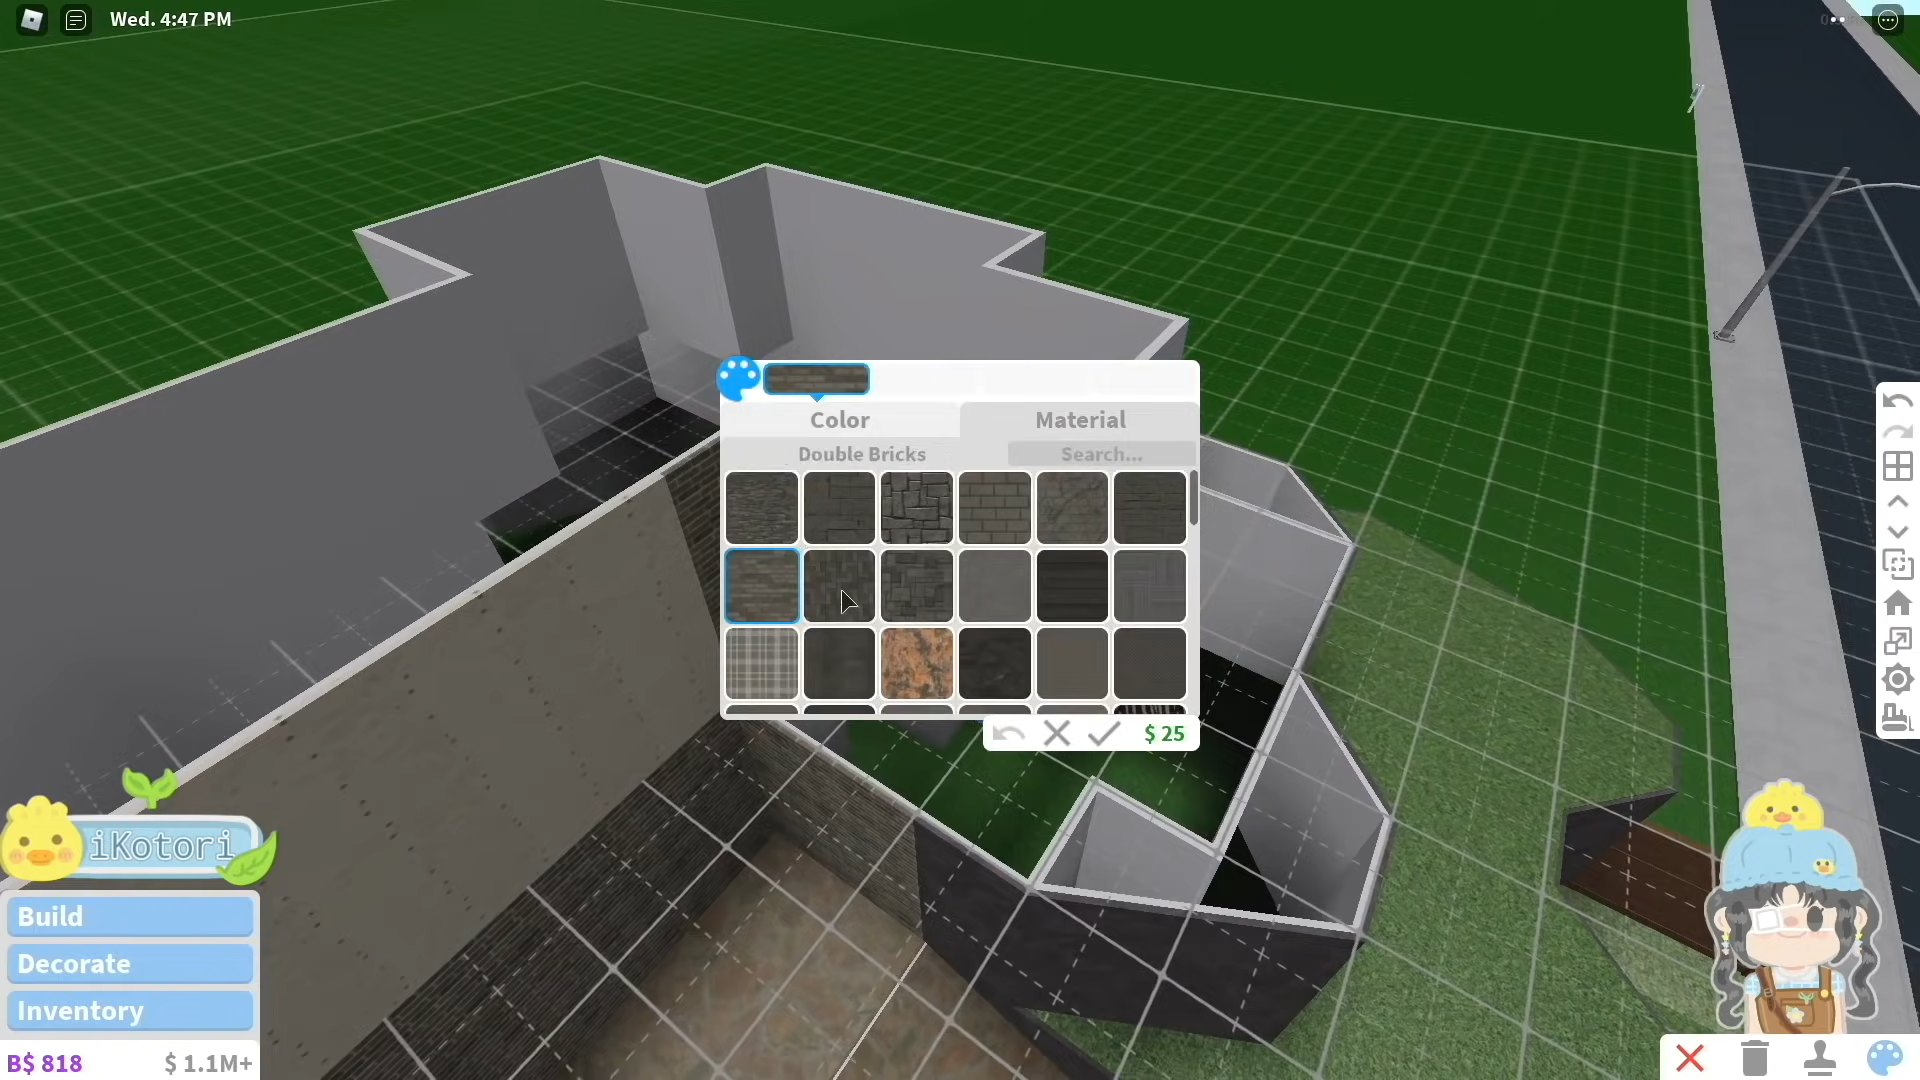 Wed. 4:47 PM
Color
Material
Double Bricks
Search...
$ 25
iKotori
Build
Decorate
Inventory
B$ 818
$ 1.1M+